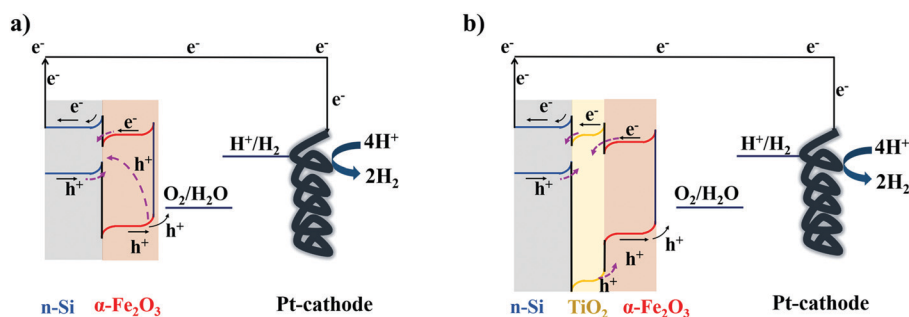 a)
e⁻ e⁻ e⁻
e⁻
e⁻
e⁻
e⁻
h⁺
h⁺
h⁺
h⁺
H⁺/H₂
O₂/H₂O
4H⁺
2H₂
n-Si α-Fe₂O₃ Pt-cathode
b)
e⁻ e⁻ e⁻
e⁻
e⁻
e⁻
e⁻
e⁻
h⁺
h⁺
h⁺
h⁺
H⁺/H₂
O₂/H₂O
4H⁺
2H₂
n-Si TiO₂ α-Fe₂O₃ Pt-cathode